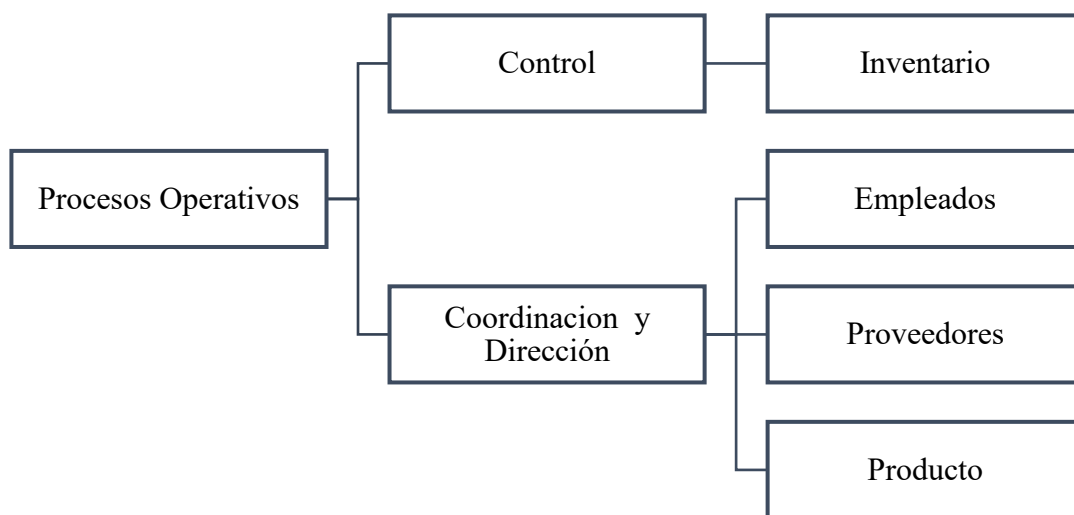 Control
Inventario
Procesos Operativos
Empleados
Coordinacion y
Dirección
Proveedores
Producto